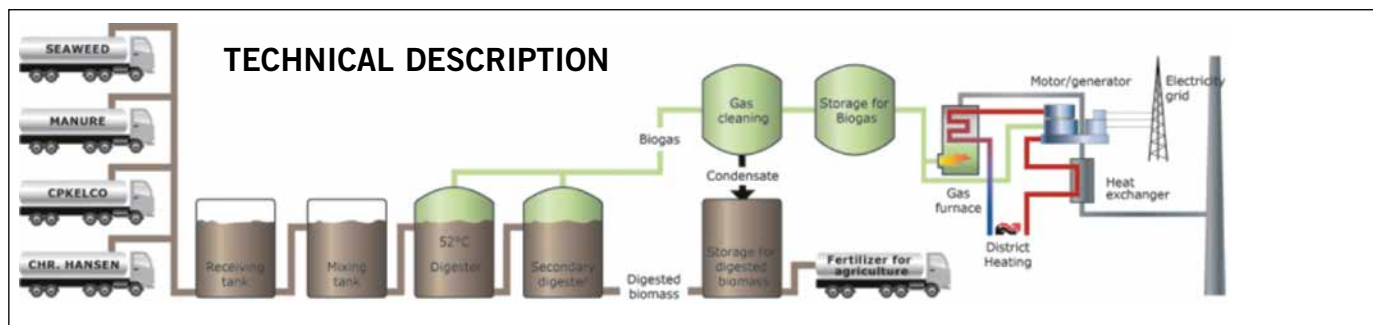 TECHNICAL DESCRIPTION
SEAWEED
MANURE
CPKELCO
CHR. HANSEN
Receiving
tank
Mixing
tank
52°C
Digester
Secondary
digester
Biogas
Digested
biomass
Gas
cleaning
Condensate
Storage for
digested
biomass
Storage for
Biogas
Fertilizer for
agriculture
Gas
furnace
Motor/generator
Electricity
grid
Heat
exchanger
District
Heating